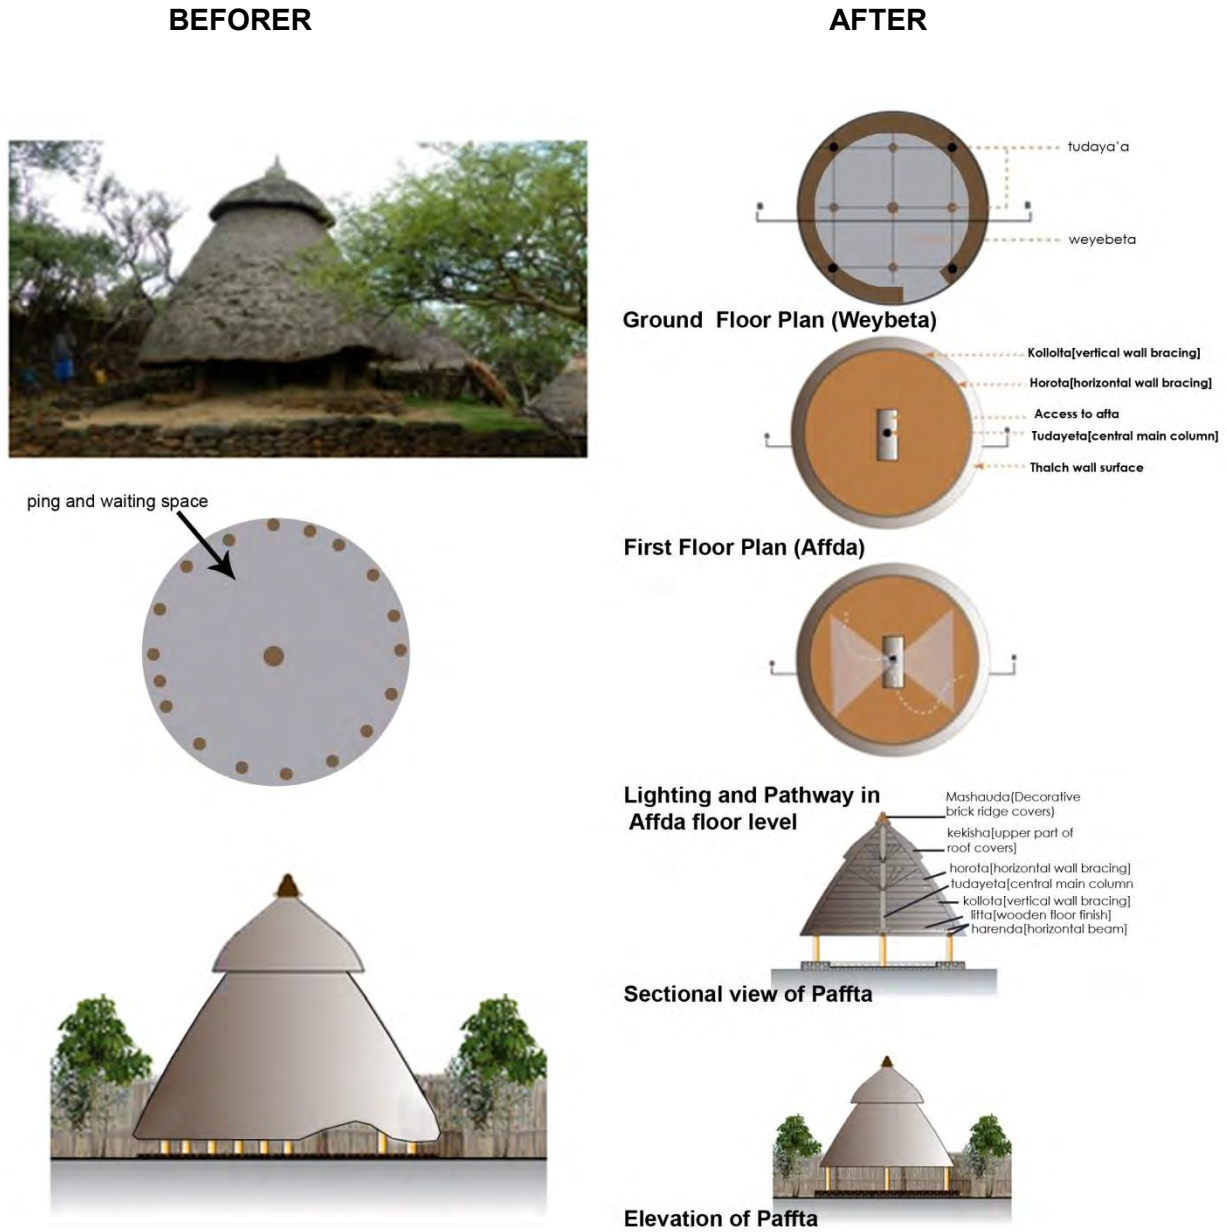 BEFORER
AFTER
ping and waiting space
tudaya'a
weyebeta
Ground Floor Plan (Weybeta)
Kollolta[vertical wall bracing]
Horota[horizontal wall bracing]
Access to afta
Tudayeta[central main column]
Thalch wall surface
First Floor Plan (Affda)
Lighting and Pathway in
Affda floor level
Mashauda(Decorative
brick ridge covers)
kekisha[upper part of
roof covers]
horota[horizontal wall bracing]
tudayeta[central main column
kollota[vertical wall bracing]
litta[wooden floor finish]
harenda[horizontal beam]
Sectional view of Paffta
Elevation of Paffta